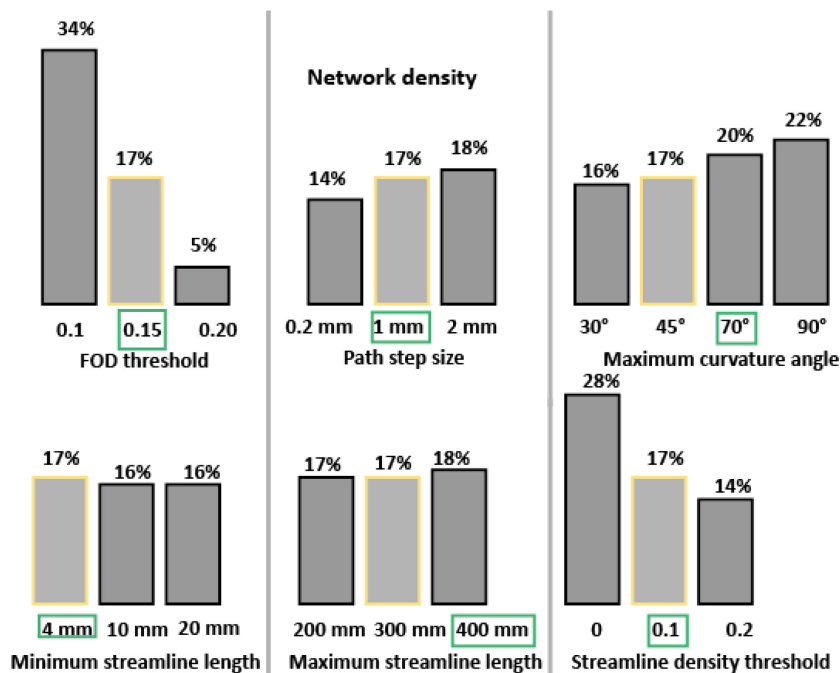 34%
17%
5%
0.1 0.15 0.20
FOD threshold
Network density
14%
17%
18%
0.2 mm 1 mm 2 mm
Path step size
16%
17%
20%
22%
30° 45° 70° 90°
Maximum curvature angle
17%
16%
16%
4 mm 10 mm 20 mm
Minimum streamline length
17%
17%
18%
200 mm 300 mm 400 mm
Maximum streamline length
28%
17%
14%
0 0.1 0.2
Streamline density threshold